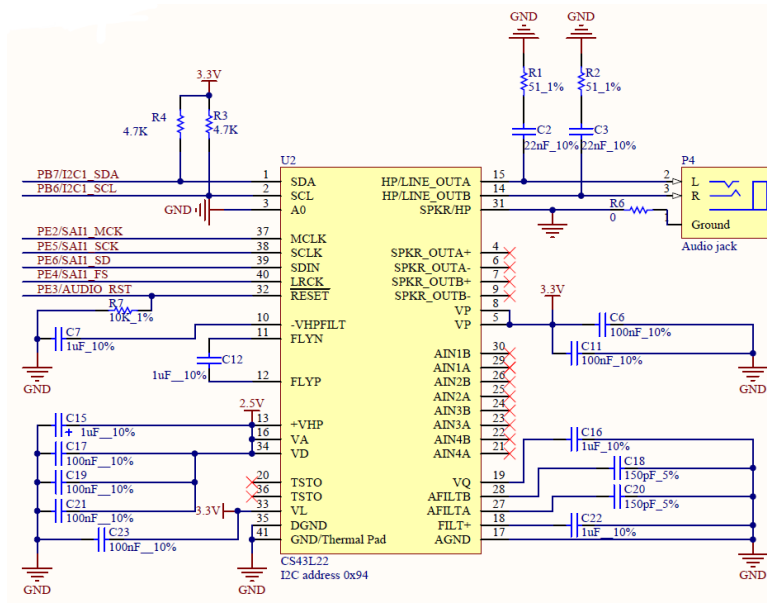 GND GND
R1
51_1%
R2
51_1%
C2
22nF_10%
C3
22nF_10%
3.3V
R4
4.7K
R3
4.7K
U2
P4
PB7/I2C1_SDA 1 SDA HP/LINE_OUTA 15 2 L
PB6/I2C1_SCL 2 SCL HP/LINE_OUTB 14 3 R
GND 3 A0 SPKR/HP 31
R6
0
1
Ground
Audio jack
PE2/SAI1_MCK 37 MCLK
PE5/SAI1_SCK 38 SCLK SPKR_OUTA+ 4
PE6/SAI1_SD 39 SDIN SPKR_OUTA- 6
PE4/SAI1_FS 40 LRCK SPKR_OUTB+ 7
PE3/AUDIO_RST 32 RESET SPKR_OUTB- 9
R7
10K_1%
3.3V
VP 8
VP 5
C6
100nF_10%
C11
100nF_10%
GND
C7
1uF_10%
10 -VHPFILT
11 FLYN
GND
C12
1uF__10%
12 FLYP
AIN1B 30
AIN1A 29
AIN2B 26
AIN2A 25
AIN3B 24
AIN3A 23
AIN4B 22
AIN4A 21
2.5V
C15
+ 1uF__10%
13 +VHP
16 VA
34 VD
C17
100nF__10%
C19
100nF__10%
C21
100nF__10%
20 TSTO
36 TSTO
3.3V 33 VL
35 DGND
41 GND/Thermal Pad
C23
100nF__10%
VQ 19
AFILTB 28
AFILTA 27
FILT+ 18
AGND 17
C16
1uF_10%
C18
150pF_5%
C20
150pF_5%
C22
1uF_10%
GND GND GND
CS43L22
I2C address 0x94